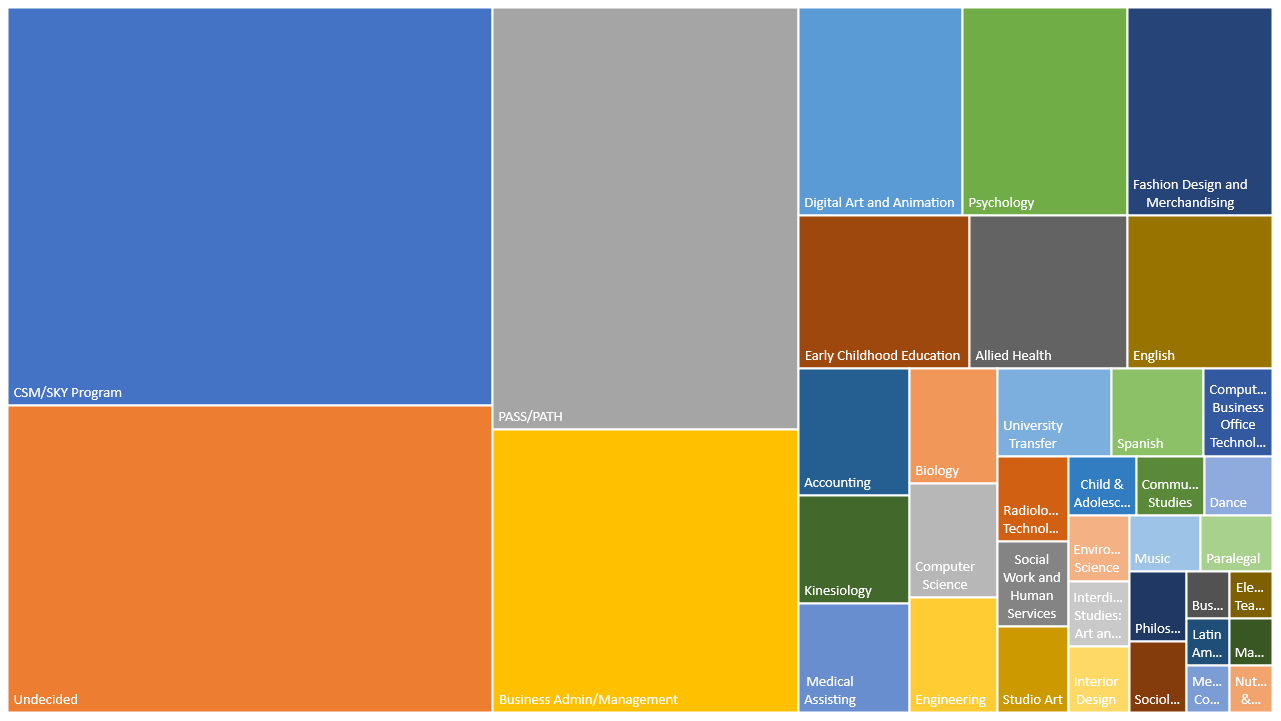 CSM/SKY Program
Undecided
PASS/PATH
Business Admin/Management
Digital Art and Animation
Psychology
Fashion Design and
Merchandising
Early Childhood Education
Allied Health
English
Accounting
Kinesiology
Medical
Assisting
Biology
Computer
Science
Engineering
University
Transfer
Spanish
Comput...
Business
Office
Technol...
Radiolo...
Technol...
Social
Work and
Human
Services
Studio Art
Child &
Adolesc...
Commu...
Studies
Dance
Enviro...
Science
Interdi...
Studies:
Art an...
Interior
Design
Music
Paralegal
Philos...
Sociol...
Bus...
Ele...
Tea...
Latin
Am...
Ma...
Me...
Co...
Nut...
&...